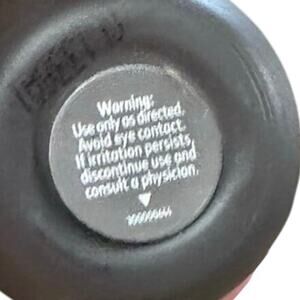 Warning:
Use only as directed.
Avoid eye contact.
If irritation persists,
discontinue use and
consult a physician.